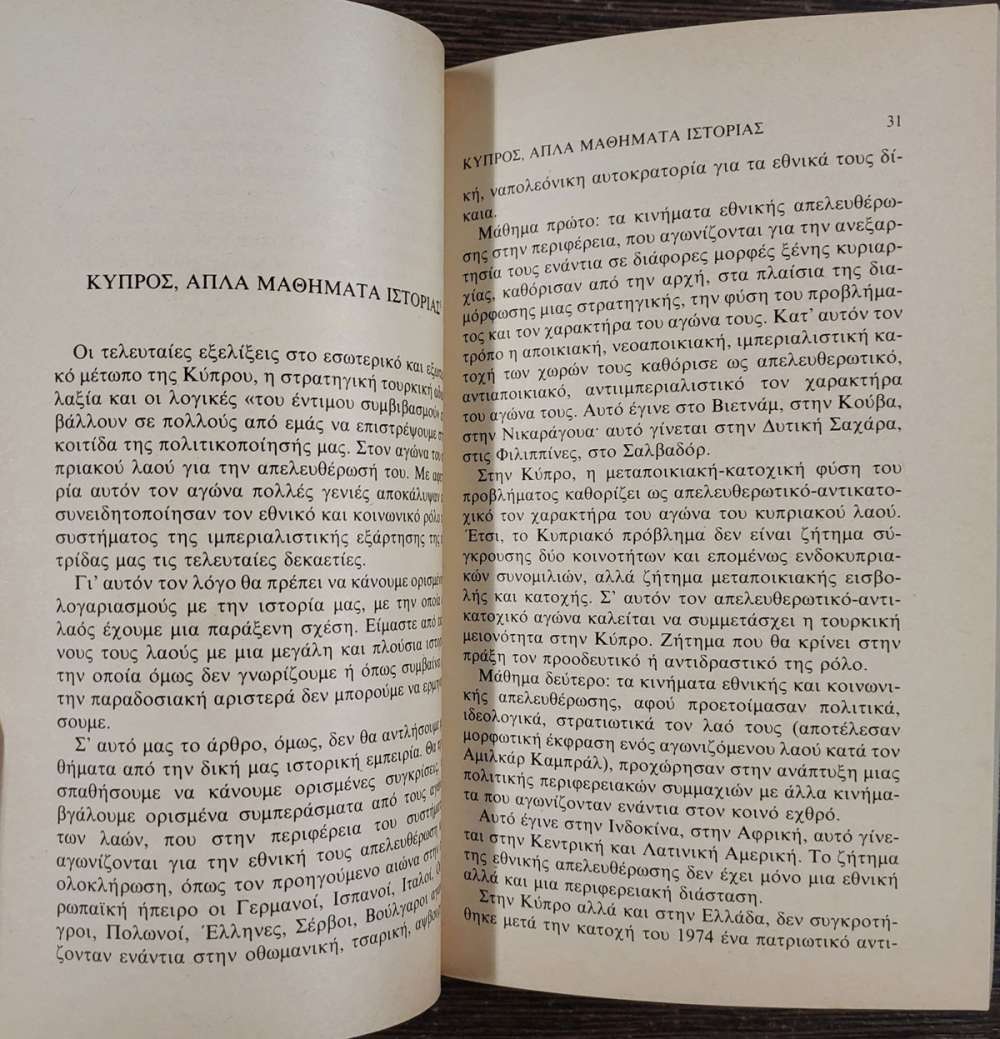 ΚΥΠΡΟΣ, ΑΠΛΑ ΜΑΘΗΜΑΤΑ ΙΣΤΟΡΙΑΣ
Οι τελευταίες εξελίξεις στο εσωτερικό και
κό μέτωπο της Κύπρου, η στρατηγική τουρκική
λαξία και οι λογικές «του έντιμου συμβιβασμού»
βάλλουν σε πολλούς από εμάς να επιστρέψουμε
κοιτίδα της πολιτικοποίησής μας. Στον αγώνα του
πριακού λαού για την απελευθέρωσή του. Με
ρία αυτόν τον αγώνα πολλές γενιές αποκάλυψαν
συνειδητοποίησαν τον εθνικό και κοινωνικό ρόλο
συστήματος της ιμπεριαλιστικής εξάρτησης της
τρίδας μας τις τελευταίες δεκαετίες.
Γι' αυτόν τον λόγο θα πρέπει να κάνουμε
λογαριασμούς με την ιστορία μας, με την οποία
λαός έχουμε μια παράξενη σχέση. Είμαστε από
νους τους λαούς με μια μεγάλη και πλούσια
την οποία όμως δεν γνωρίζουμε ή όπως συμβαίνει
την παραδοσιακή αριστερά δεν μπορούμε να
σουμε.
Σ' αυτό μας το άρθρο, όμως, δεν θα αντλήσουμε
θήματα από την δική μας ιστορική εμπειρία. Θα
σπαθήσουμε να κάνουμε ορισμένες συγκρίσεις,
βγάλουμε ορισμένα συμπεράσματα από τους
των λαών, που στην περιφέρεια του
αγωνίζονται για την εθνική τους απελευθέρωση
ολοκλήρωση, όπως τον προηγούμενο αιώνα στην
ρωπαϊκή ήπειρο οι Γερμανοί, Ισπανοί, Ιταλοί,
γροι, Πολωνοί, Έλληνες, Σέρβοι, Βούλγαροι
ζονταν ενάντια στην οθωμανική, τσαρική,
ΚΥΠΡΟΣ, ΑΠΛΑ ΜΑΘΗΜΑΤΑ ΙΣΤΟΡΙΑΣ 31
κή, ναπολεόνικη αυτοκρατορία για τα εθνικά τους δί-
καια.
Μάθημα πρώτο: τα κινήματα εθνικής απελευθέρω-
σης στην περιφέρεια, που αγωνίζονται για την ανεξαρ-
τησία τους ενάντια σε διάφορες μορφές ξένης κυριαρ-
χίας, καθόρισαν από την αρχή, στα πλαίσια της δια-
μόρφωσης μιας στρατηγικής, την φύση του προβλήμα-
τος και τον χαρακτήρα του αγώνα τους. Κατ' αυτόν τον
τρόπο η αποικιακή, νεοαποικιακή, ιμπεριαλιστική κα-
τοχή των χωρών τους καθόρισε ως απελευθερωτικό,
αντιαποικιακό, αντιιμπεριαλιστικό τον χαρακτήρα
του αγώνα τους. Αυτό έγινε στο Βιετνάμ, στην Κούβα,
στην Νικαράγουα· αυτό γίνεται στην Δυτική Σαχάρα,
στις Φιλιππίνες, στο Σαλβαδόρ.
Στην Κύπρο, η μεταποικιακή-κατοχική φύση του
προβλήματος καθορίζει ως απελευθερωτικό-αντικατο-
χικό τον χαρακτήρα του αγώνα του κυπριακού λαού.
Έτσι, το Κυπριακό πρόβλημα δεν είναι ζήτημα σύ-
γκρουσης δύο κοινοτήτων και επομένως ενδοκυπρια-
κών συνομιλιών, αλλά ζήτημα μεταποικιακής εισβο-
λής και κατοχής. Σ' αυτόν τον απελευθερωτικό-αντι-
κατοχικό αγώνα καλείται να συμμετάσχει η τουρκική
μειονότητα στην Κύπρο. Ζήτημα που θα κρίνει στην
πράξη τον προοδευτικό ή αντιδραστικό της ρόλο.
Μάθημα δεύτερο: τα κινήματα εθνικής και κοινωνι-
κής απελευθέρωσης, αφού προετοίμασαν πολιτικά,
ιδεολογικά, στρατιωτικά τον λαό τους (αποτέλεσαν
μορφωτική έκφραση ενός αγωνιζόμενου λαού κατά τον
Αμιλκάρ Καμπράλ), προχώρησαν στην ανάπτυξη μιας
πολιτικής περιφερειακών συμμαχιών με άλλα κινήμα-
τα που αγωνίζονταν ενάντια στον κοινό εχθρό.
Αυτό έγινε στην Ινδοκίνα, στην Αφρική, αυτό γίνε-
ται στην Κεντρική και Λατινική Αμερική. Το ζήτημα
της εθνικής απελευθέρωσης δεν έχει μόνο μια εθνική
αλλά και μια περιφερειακή διάσταση.
Στην Κύπρο αλλά και στην Ελλάδα, δεν συγκροτή-
θηκε μετά την κατοχή του 1974 ένα πατριωτικό αντι-